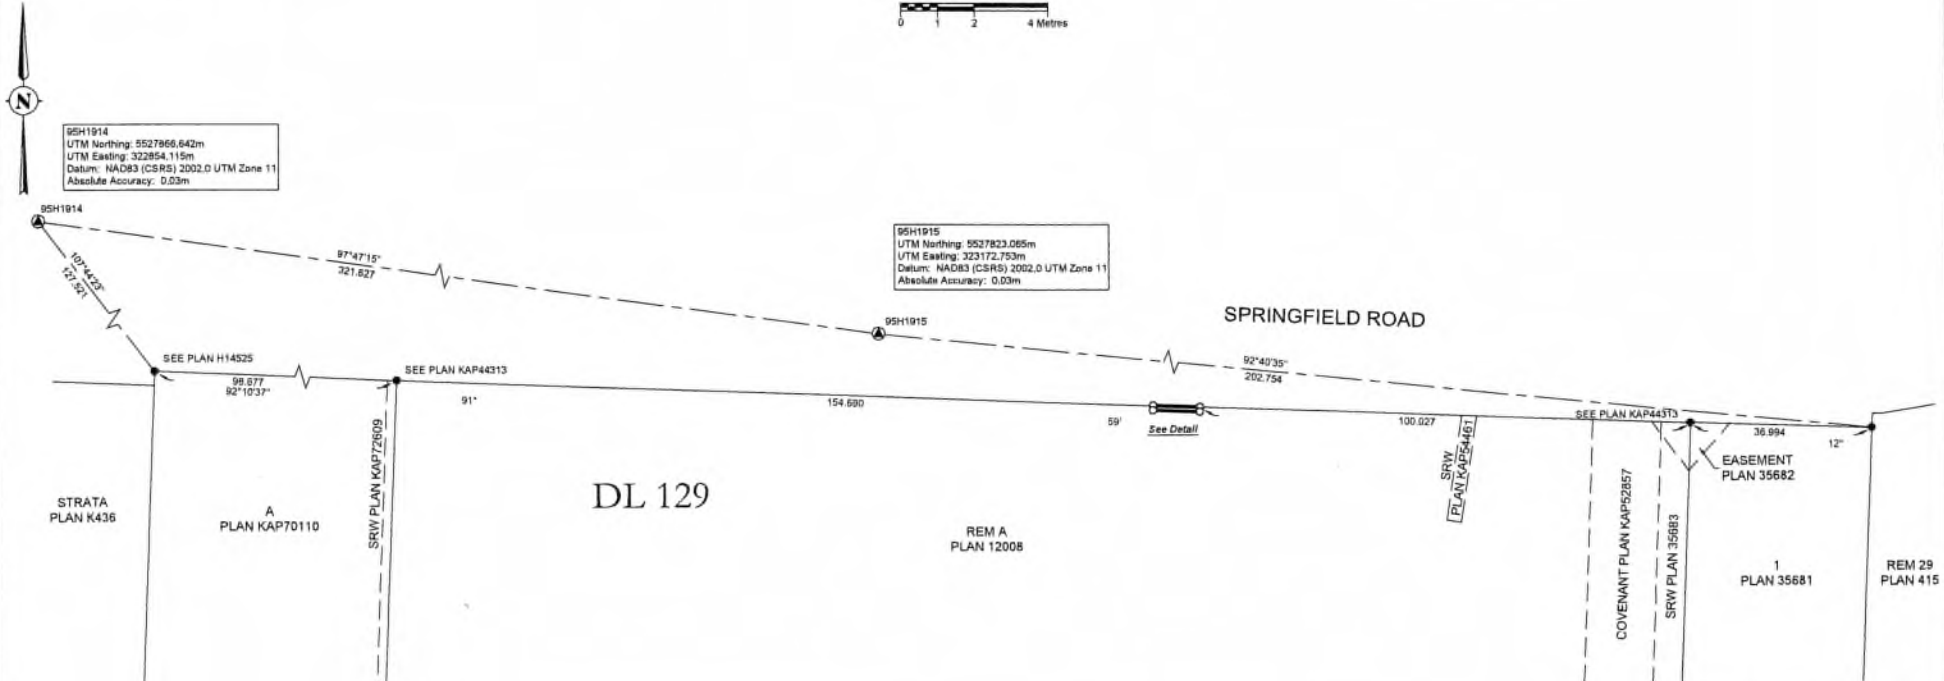 0 1 2 4 Metres
N
95H1914
UTM Northing: 5527866.642m
UTM Easting: 322854.115m
Datum: NAD83 (CSRS) 2002.0 UTM Zone 11
Absolute Accuracy: 0.03m
95H1914
97°47'15"
321.627
107°44'23"
127.521
95H1915
UTM Northing: 5527823.065m
UTM Easting: 323172.753m
Datum: NAD83 (CSRS) 2002.0 UTM Zone 11
Absolute Accuracy: 0.03m
95H1915
SPRINGFIELD ROAD
92°40'35"
202.754
SEE PLAN H14525
98.677
92°10'37"
SEE PLAN KAP44313
91°
154.690
59'
See Detail
100.027
SEE PLAN KAP44313
36.994
12"
SRW PLAN KAP72609
SRW
PLAN KAP54461
EASEMENT
PLAN 35682
COVENANT PLAN KAP52857
SRW PLAN 35683
STRATA
PLAN K436
A
PLAN KAP70110
DL 129
REM A
PLAN 12008
1
PLAN 35681
REM 29
PLAN 415